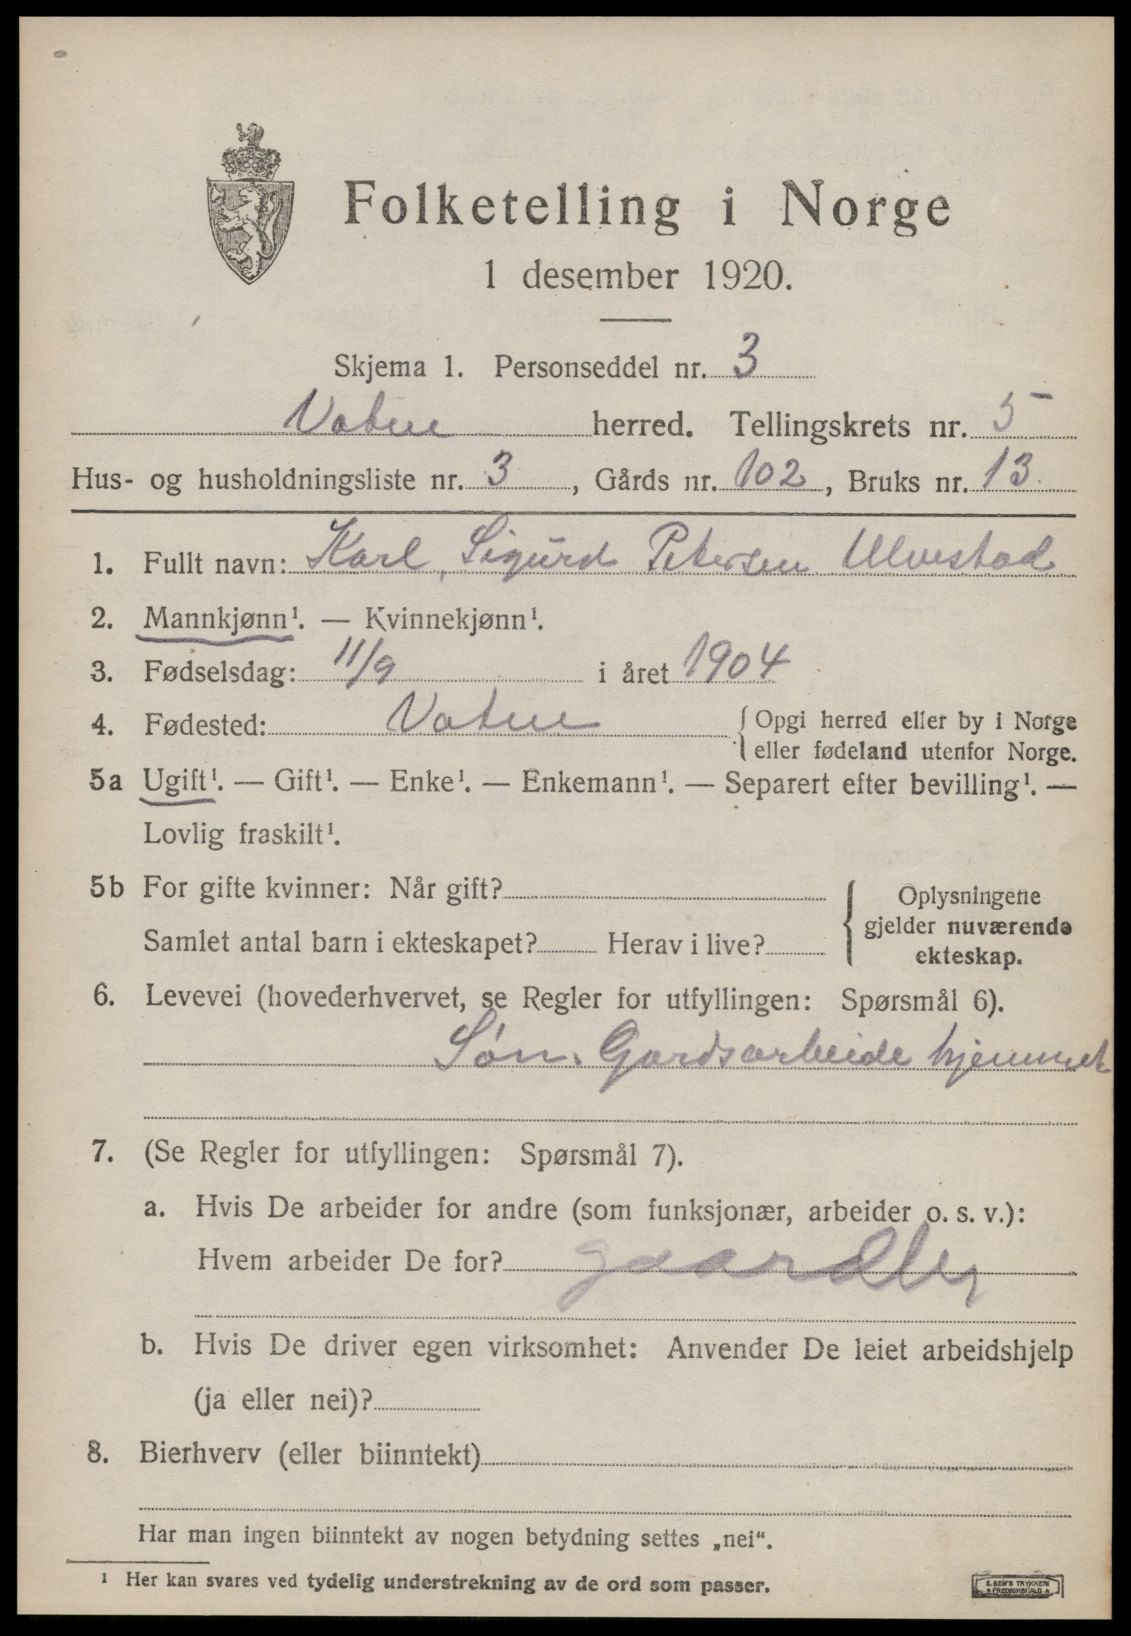 Folketelling i Norge
1 desember 1920.
Skjema 1. Personseddel nr. 3
Vatne herred. Tellingskrets nr. 5
Hus- og husholdningsliste nr. 3, Gårds nr. 102, Bruks nr. 13
1. Fullt navn: Karl Sigurd Petersen Ulvestad
2. Mannkjønn¹. — Kvinnekjønn¹.
3. Fødselsdag: 11/9 i året 1904
4. Fødested: Vatne { Opgi herred eller by i Norge
eller fødeland utenfor Norge.
5a Ugift¹. — Gift¹. — Enke¹. — Enkemann¹. — Separert efter bevilling¹. —
Lovlig fraskilt¹.
5b For gifte kvinner: Når gift?
Samlet antal barn i ekteskapet? Herav i live?
{ Oplysningene
gjelder nuværende
ekteskap.
6. Levevei (hovederhvervet, se Regler for utfyllingen: Spørsmål 6).
Søn. Gardsarbeide hjemmet
7. (Se Regler for utfyllingen: Spørsmål 7).
a. Hvis De arbeider for andre (som funksjonær, arbeider o. s. v.):
Hvem arbeider De for?
b. Hvis De driver egen virksomhet: Anvender De leiet arbeidshjelp
(ja eller nei)?
8. Bierhverv (eller biinntekt)
Har man ingen biinntekt av nogen betydning settes „nei“.
¹ Her kan svares ved tydelig understrekning av de ord som passer.
E. SEM'S TRYKKERI
FREDRIKSHALD